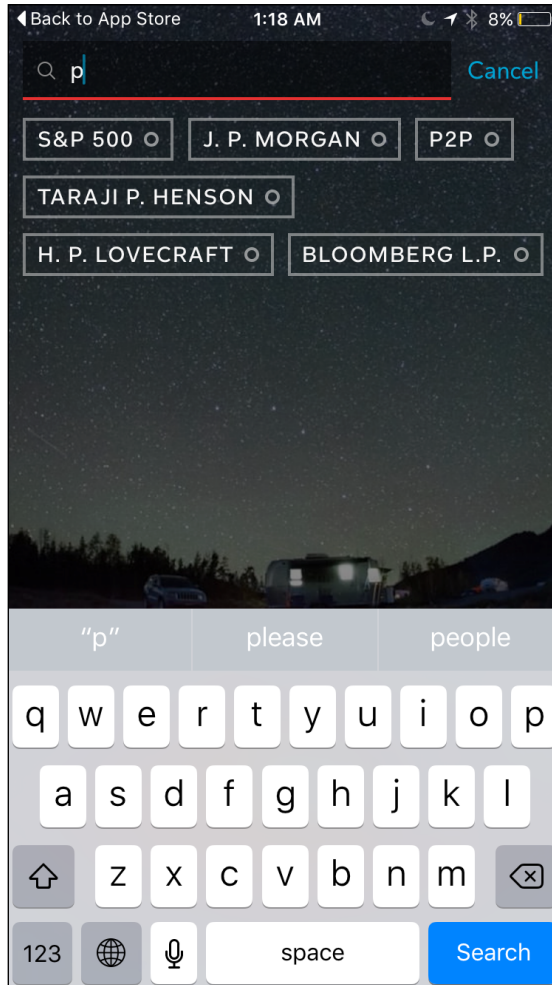 Back to App Store 1:18 AM 8%
p Cancel
S&P 500 J. P. MORGAN P2P
TARAJI P. HENSON
H. P. LOVECRAFT BLOOMBERG L.P.
“p” please people
q w e r t y u i o p
a s d f g h j k l
z x c v b n m
123 space Search